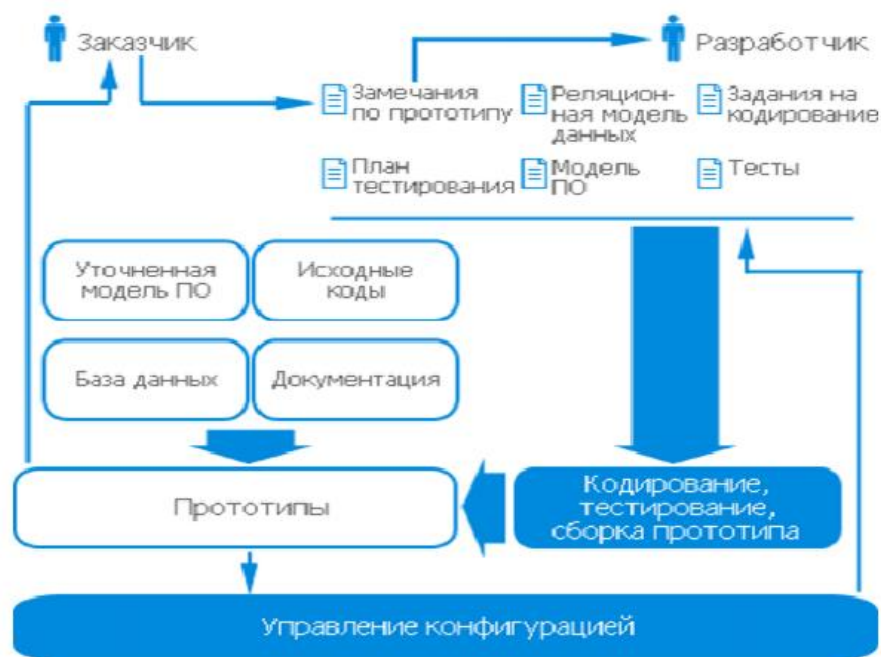 Заказчик
Разработчик
Замечания
по прототипу
Реляцион-
ная модель
данных
Задания на
кодирование
План
тестирования
Модель
ПО
Тесты
Уточненная
модель ПО
Исходные
коды
База данных
Документация
Прототипы
Кодирование,
тестирование,
сборка прототипа
Управление конфигурацией